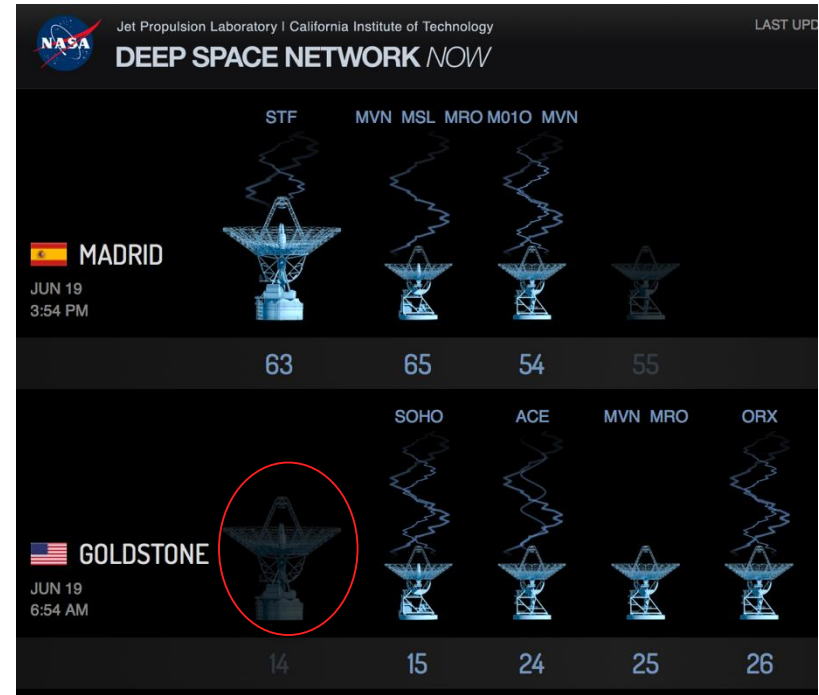 NASA
Jet Propulsion Laboratory | California Institute of Technology
LAST UPD
DEEP SPACE NETWORK NOW
STF MVN MSL MRO M01O MVN
MADRID
JUN 19
3:54 PM
63 65 54 55
SOHO ACE MVN MRO ORX
GOLDSTONE
JUN 19
6:54 AM
14 15 24 25 26